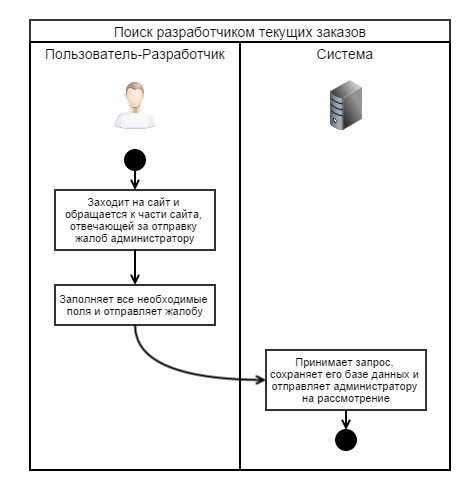 Поиск разработчиком текущих заказов
Пользователь-Разработчик
Система
Заходит на сайт и
обращается к части сайта,
отвечающей за отправку
жалоб администратору
Заполняет все необходимые
поля и отправляет жалобу
Принимает запрос,
сохраняет его базе данных и
отправляет администратору
на рассмотрение